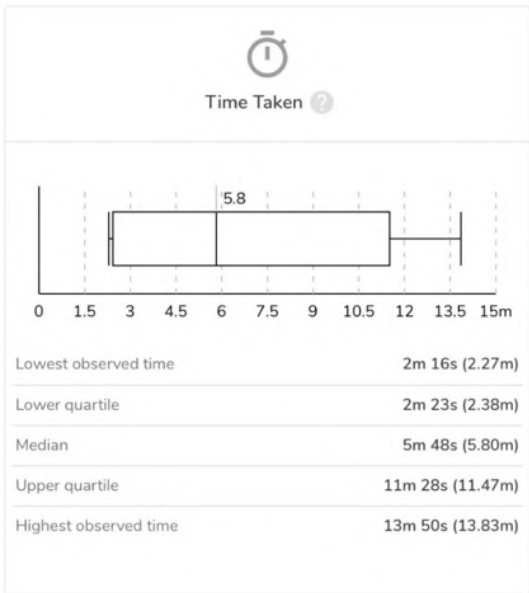 Time Taken ?
5.8
0 1.5 3 4.5 6 7.5 9 10.5 12 13.5 15m
Lowest observed time 2m 16s (2.27m)
Lower quartile 2m 23s (2.38m)
Median 5m 48s (5.80m)
Upper quartile 11m 28s (11.47m)
Highest observed time 13m 50s (13.83m)